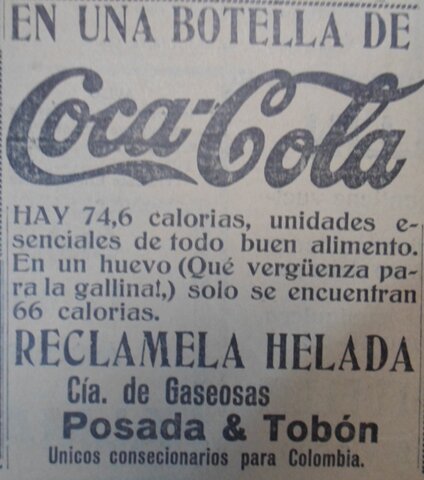 EN UNA BOTELLA DE
Coca-Cola
HAY 74,6 calorias, unidades e-
senciales de todo buen alimento.
En un huevo (Qué vergüenza pa-
ra la gallina!,) solo se encuentran
66 calorias.
RECLAMELA HELADA
Cía. de Gaseosas
Posada & Tobón
Unicos consecionarios para Colombia.